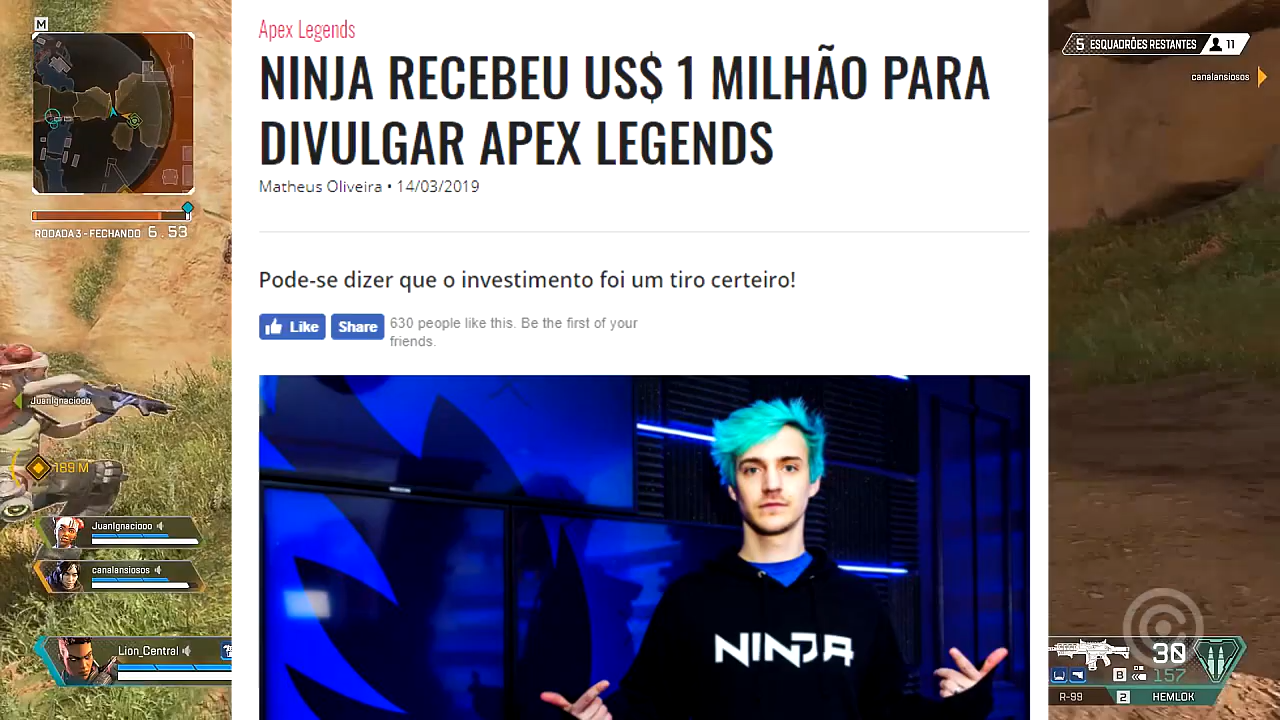 M
RODADA 3 - FECHANDO 6.53
JuanIgnaciooo
189 M
JuanIgnaciooo
canalansiosos
Lion_Central
Apex Legends
NINJA RECEBEU US$ 1 MILHÃO PARA
DIVULGAR APEX LEGENDS
Matheus Oliveira • 14/03/2019
Pode-se dizer que o investimento foi um tiro certeiro!
Like Share 630 people like this. Be the first of your
friends.
NINJA
5 ESQUADRÕES RESTANTES 11
canalansiosos
30
B 157
R-99 2 HEMLOK